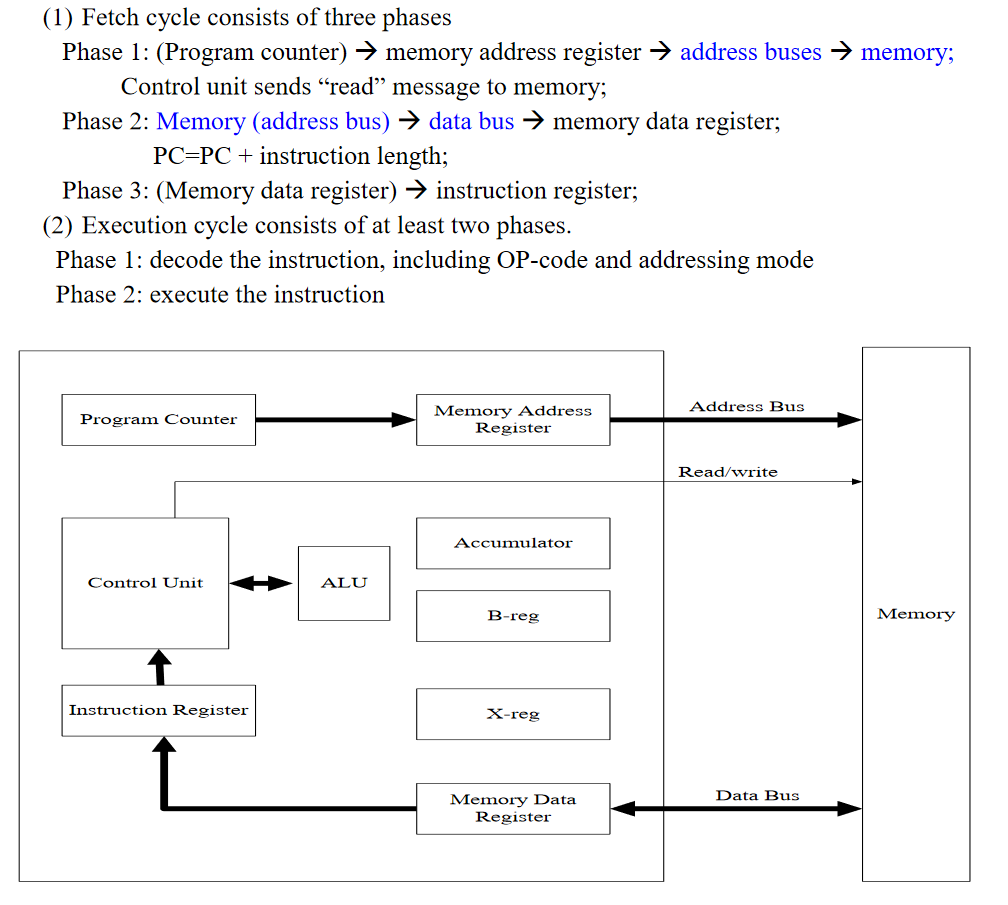 (1) Fetch cycle consists of three phases
Phase 1: (Program counter) → memory address register → address buses → memory;
Control unit sends “read” message to memory;
Phase 2: Memory (address bus) → data bus → memory data register;
PC=PC + instruction length;
Phase 3: (Memory data register) → instruction register;
(2) Execution cycle consists of at least two phases.
Phase 1: decode the instruction, including OP-code and addressing mode
Phase 2: execute the instruction
Program Counter
Memory Address
Register
Address Bus
Read/write
Accumulator
Control Unit
ALU
B-reg
Memory
Instruction Register
X-reg
Memory Data
Register
Data Bus